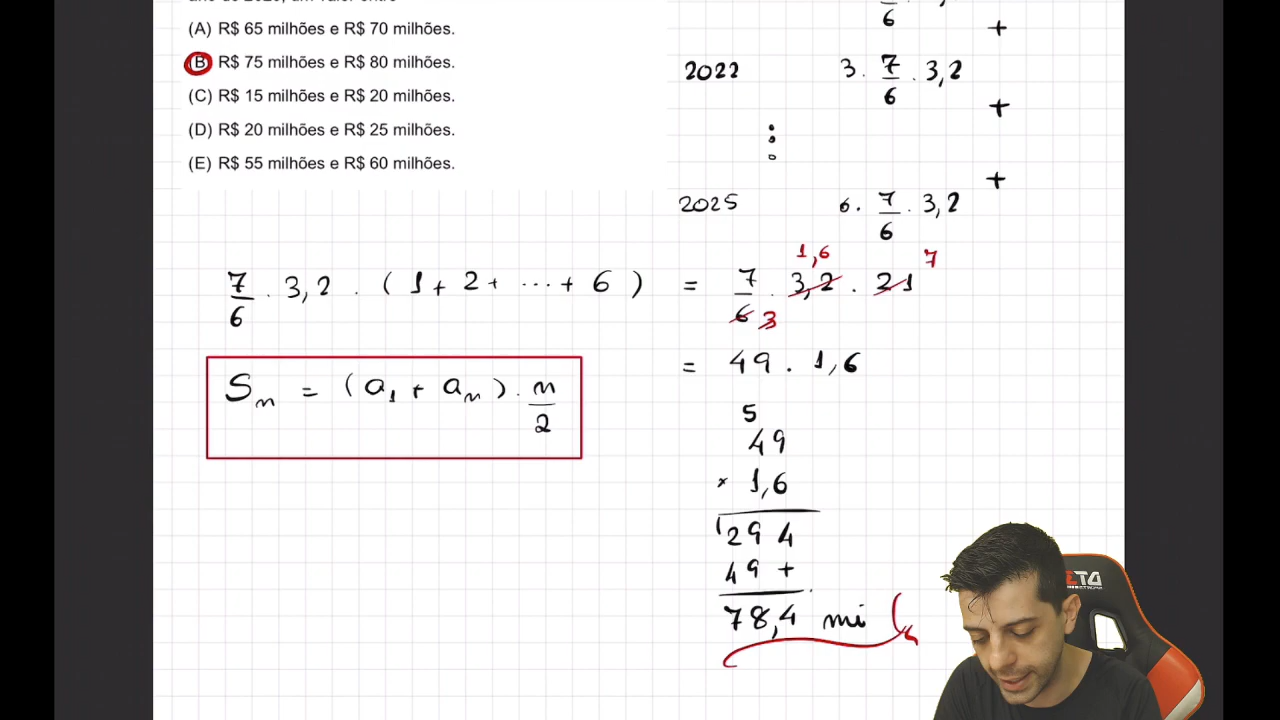 (A) R$ 65 milhões e R$ 70 milhões.
(B) R$ 75 milhões e R$ 80 milhões.
(C) R$ 15 milhões e R$ 20 milhões.
(D) R$ 20 milhões e R$ 25 milhões.
(E) R$ 55 milhões e R$ 60 milhões.
6
+
2022 3. 7/6 . 3,2
+
⋮
+
2025 6. 7/6 . 3,2
1,6 7
7/6 . 3,2 . (1 + 2 + ... + 6) = 7/6 . 3,2 . 21
3
= 49 . 1,6
Sn = (a1 + an) . n/2
5
49
× 1,6
1
294
49 +
78,4 mi